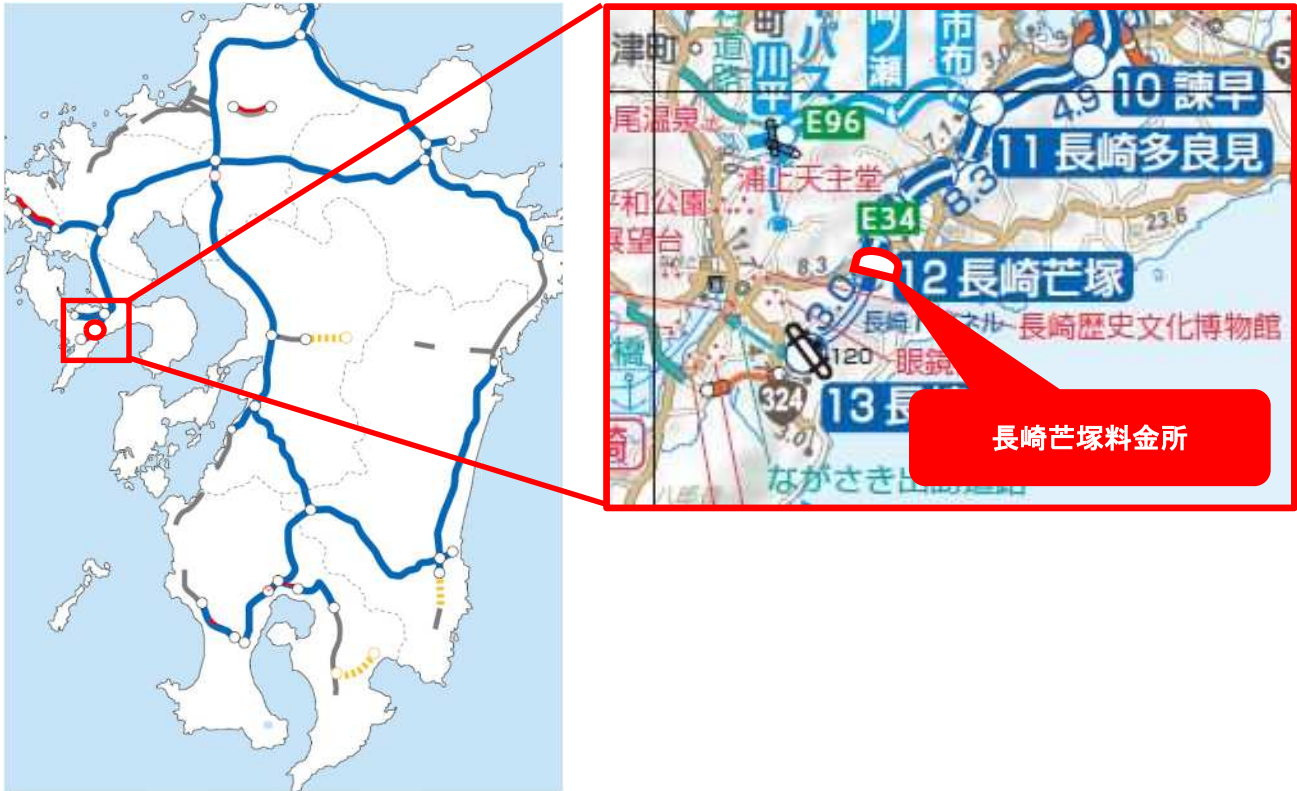 津町
道路
町
川平
バス
ノ瀬
市布
3.0
10 諫早
4.9
尾温泉
E96
7.1
11 長崎多良見
浦上天主堂
8.3
平和公園
展望台
E34
23.6
8.3
12 長崎芒塚
3.0
長崎歴史文化博物館
橋
120
眼鏡
324
13 長
3.0
長崎芒塚料金所
ながさき出島道路